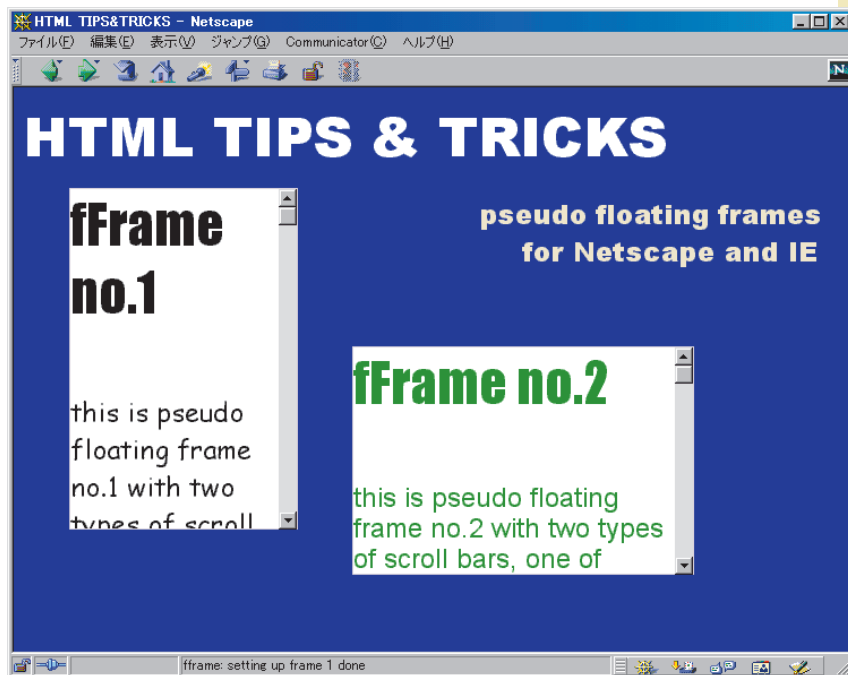 HTML TIPS&TRICKS - Netscape
ファイル(F) 編集(E) 表示(V) ジャンプ(G) Communicator(C) ヘルプ(H)
N
HTML TIPS & TRICKS
fFrame
no.1
this is pseudo
floating frame
no.1 with two
types of scroll
pseudo floating frames
for Netscape and IE
fFrame no.2
this is pseudo floating
frame no.2 with two types
of scroll bars, one of
fframe: setting up frame 1 done